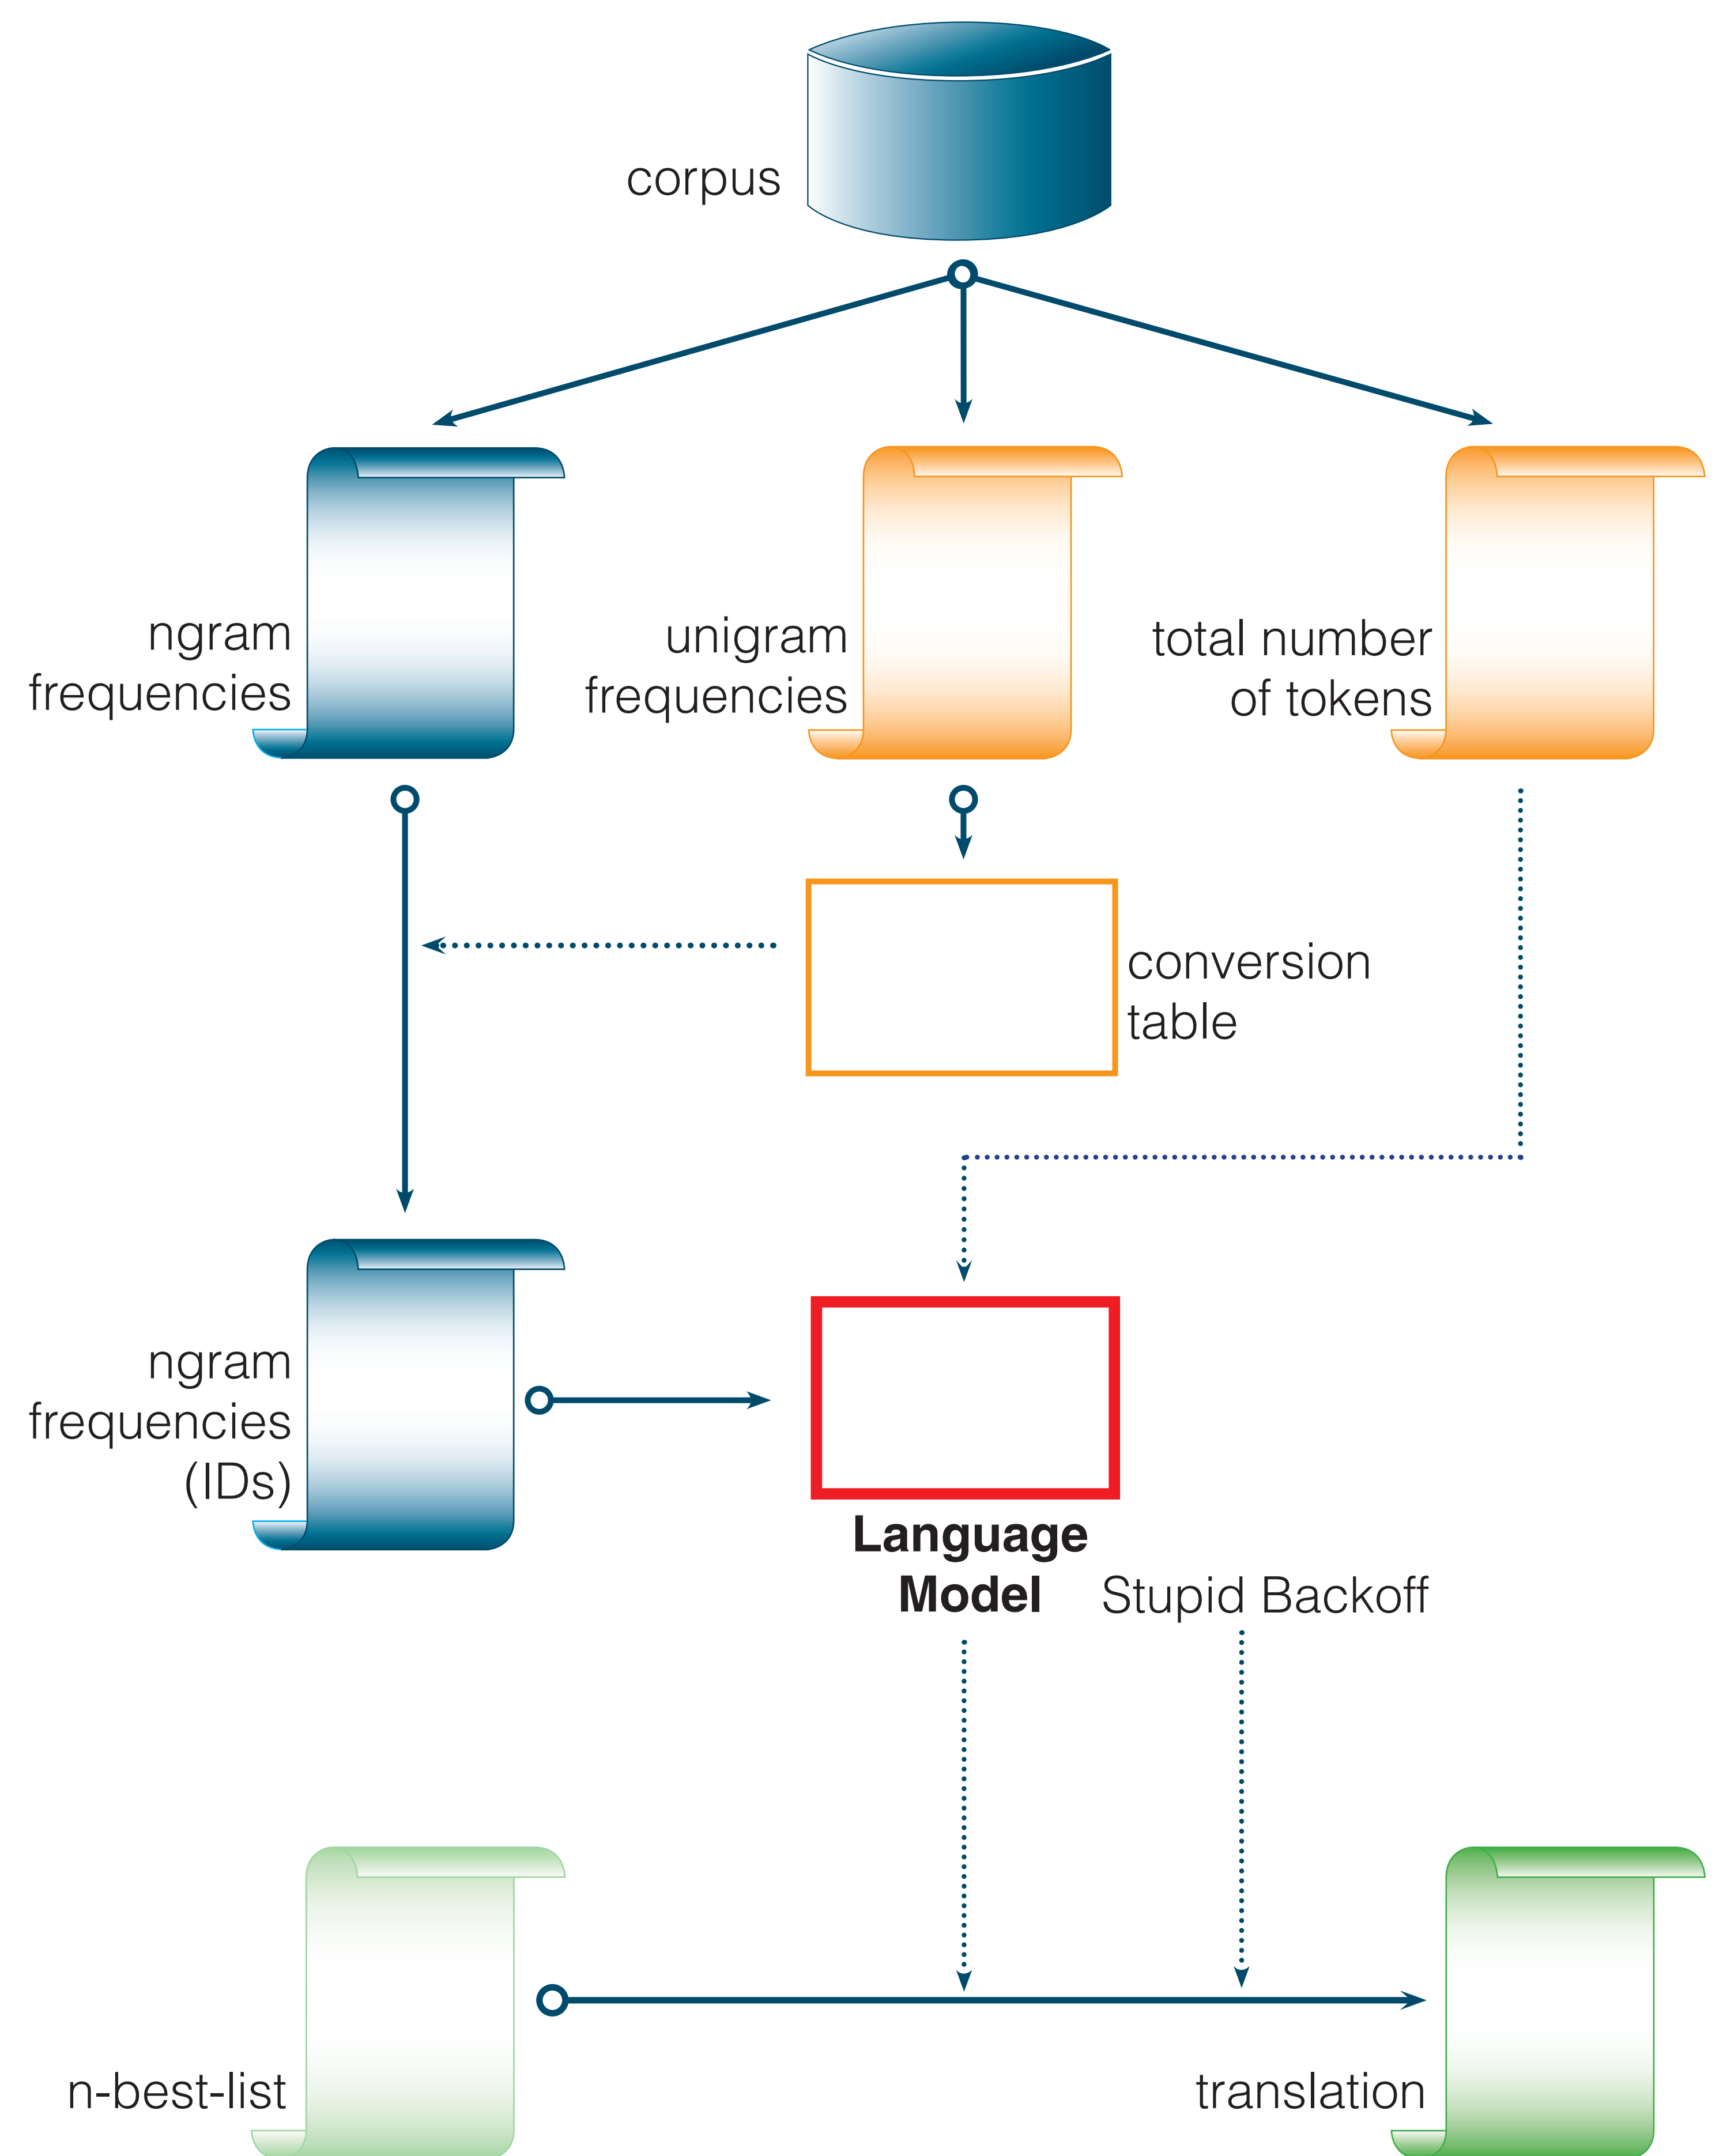 corpus
ngram
frequencies
unigram
frequencies
total number
of tokens
conversion
table
ngram
frequencies
(IDs)
Language
Model
Stupid Backoff
n-best-list
translation